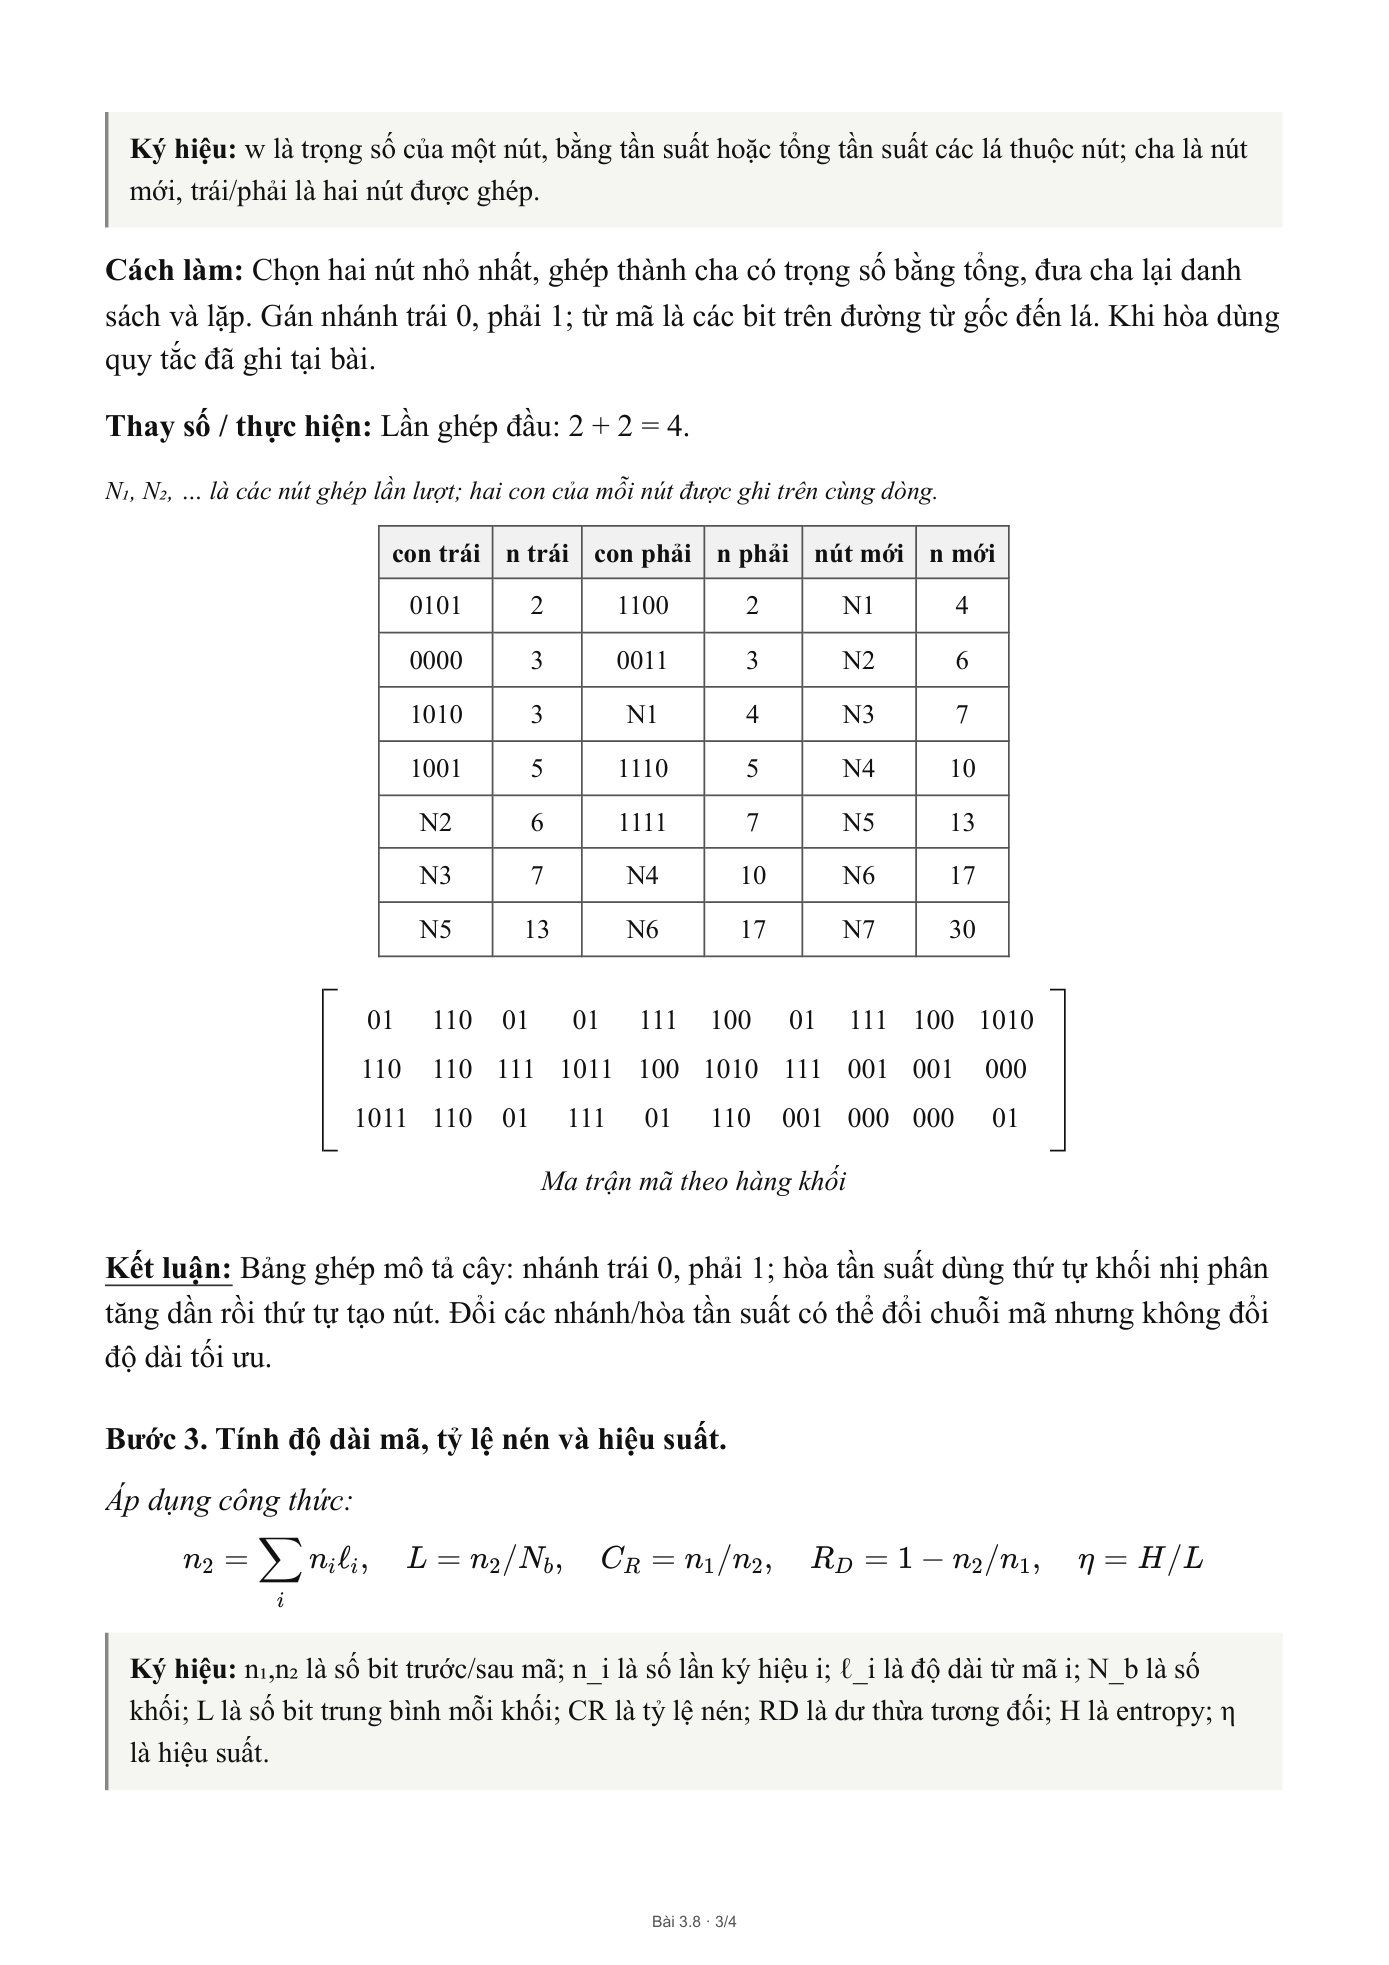 Ký hiệu: w là trọng số của một nút, bằng tần suất hoặc tổng tần suất các lá thuộc nút; cha là nút
mới, trái/phải là hai nút được ghép.
Cách làm: Chọn hai nút nhỏ nhất, ghép thành cha có trọng số bằng tổng, đưa cha lại danh
sách và lặp. Gán nhánh trái 0, phải 1; từ mã là các bit trên đường từ gốc đến lá. Khi hòa dùng
quy tắc đã ghi tại bài.
Thay số / thực hiện: Lần ghép đầu: 2 + 2 = 4.
N₁, N₂, … là các nút ghép lần lượt; hai con của mỗi nút được ghi trên cùng dòng.
con trái n trái con phải n phải nút mới n mới
0101 2 1100 2 N1 4
0000 3 0011 3 N2 6
1010 3 N1 4 N3 7
1001 5 1110 5 N4 10
N2 6 1111 7 N5 13
N3 7 N4 10 N6 17
N5 13 N6 17 N7 30
01 110 01 01 111 100 01 111 100 1010
110 110 111 1011 100 1010 111 001 001 000
1011 110 01 111 01 110 001 000 000 01
Ma trận mã theo hàng khối
Kết luận: Bảng ghép mô tả cây: nhánh trái 0, phải 1; hòa tần suất dùng thứ tự khối nhị phân
tăng dần rồi thứ tự tạo nút. Đổi các nhánh/hòa tần suất có thể đổi chuỗi mã nhưng không đổi
độ dài tối ưu.
Bước 3. Tính độ dài mã, tỷ lệ nén và hiệu suất.
Áp dụng công thức:
n₂ = ∑ᵢ nᵢℓᵢ, L = n₂/N_b, C_R = n₁/n₂, R_D = 1 − n₂/n₁, η = H/L
Ký hiệu: n₁,n₂ là số bit trước/sau mã; n_i là số lần ký hiệu i; ℓ_i là độ dài từ mã i; N_b là số
khối; L là số bit trung bình mỗi khối; CR là tỷ lệ nén; RD là dư thừa tương đối; H là entropy; η
là hiệu suất.
Bài 3.8 · 3/4